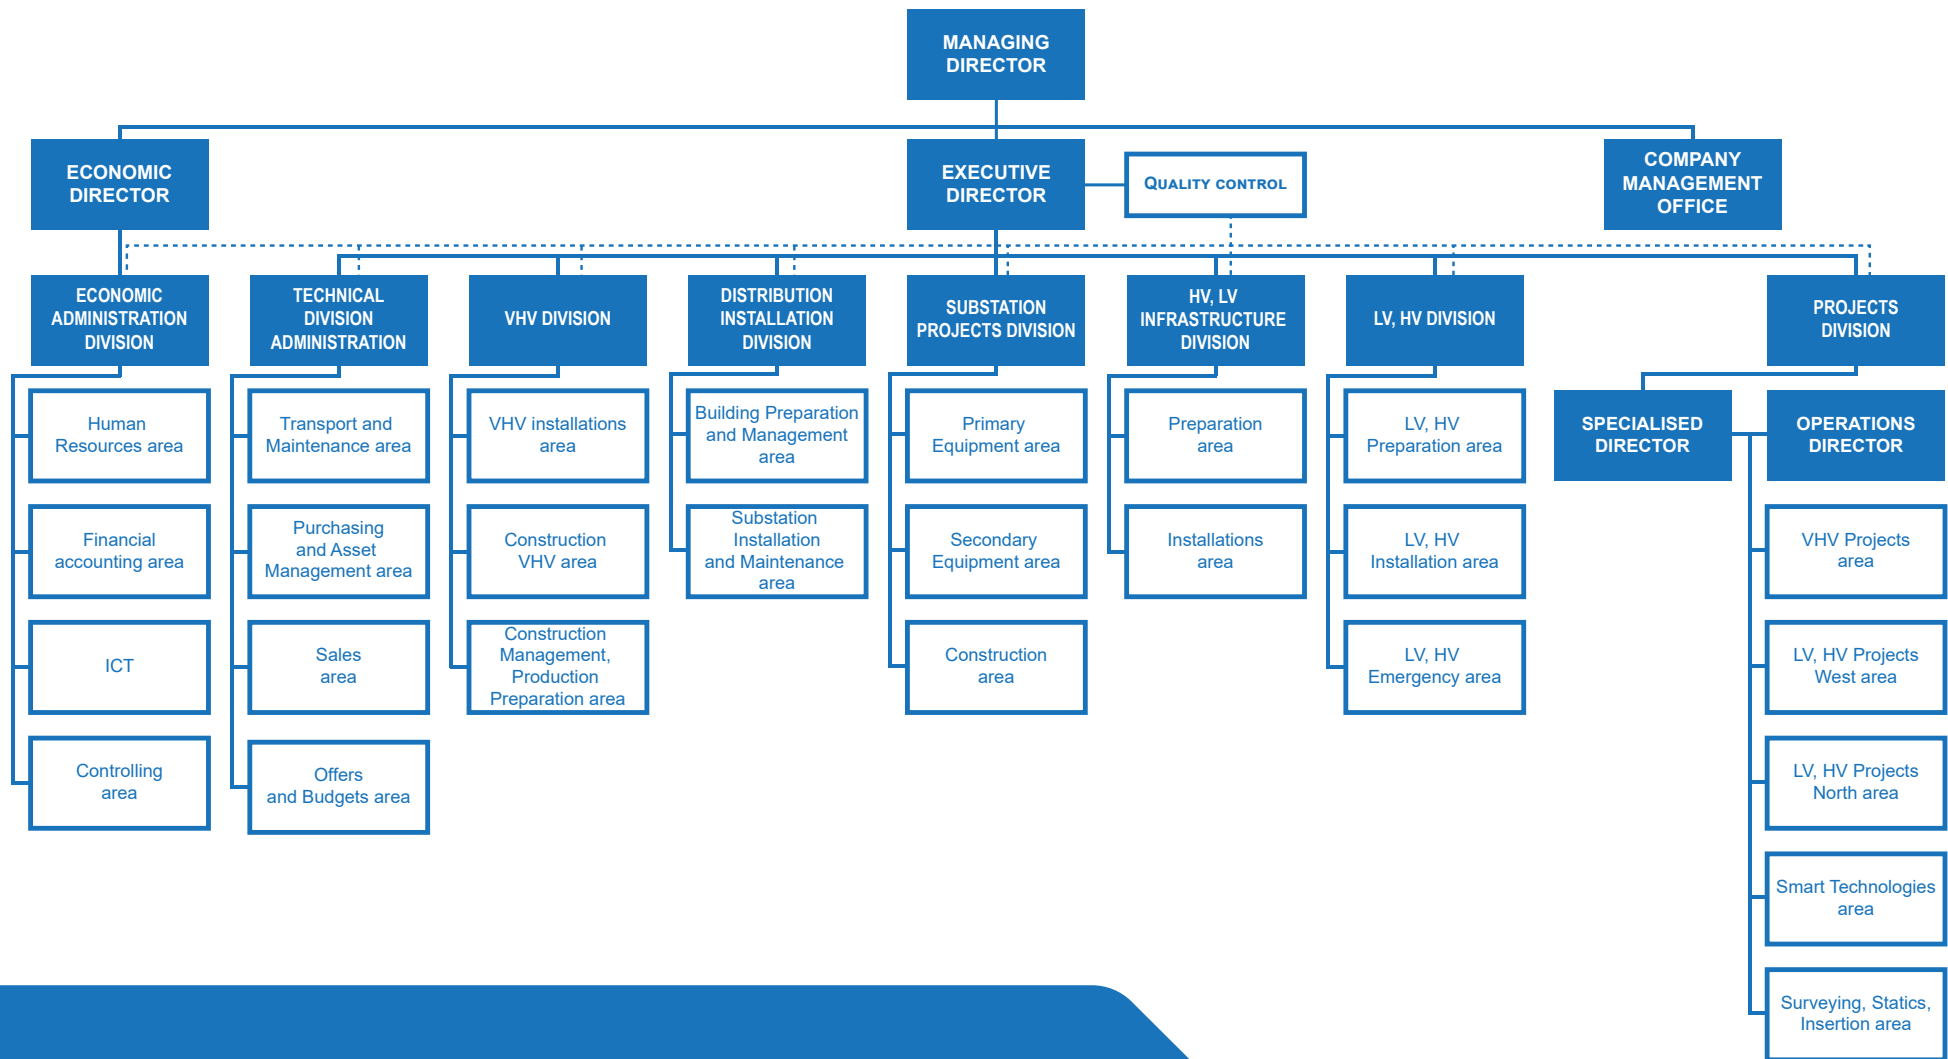 MANAGING
DIRECTOR
ECONOMIC
DIRECTOR
EXECUTIVE
DIRECTOR
QUALITY CONTROL
COMPANY
MANAGEMENT
OFFICE
ECONOMIC
ADMINISTRATION
DIVISION
TECHNICAL
DIVISION
ADMINISTRATION
VHV DIVISION
DISTRIBUTION
INSTALLATION
DIVISION
SUBSTATION
PROJECTS DIVISION
HV, LV
INFRASTRUCTURE
DIVISION
LV, HV DIVISION
PROJECTS
DIVISION
Human
Resources area
Financial
accounting area
ICT
Controlling
area
Transport and
Maintenance area
Purchasing
and Asset
Management area
Sales
area
Offers
and Budgets area
VHV installations
area
Construction
VHV area
Construction
Management,
Production
Preparation area
Building Preparation
and Management
area
Substation
Installation
and Maintenance
area
Primary
Equipment area
Secondary
Equipment area
Construction
area
Preparation
area
Installations
area
LV, HV
Preparation area
LV, HV
Installation area
LV, HV
Emergency area
SPECIALISED
DIRECTOR
OPERATIONS
DIRECTOR
VHV Projects
area
LV, HV Projects
West area
LV, HV Projects
North area
Smart Technologies
area
Surveying, Statics,
Insertion area